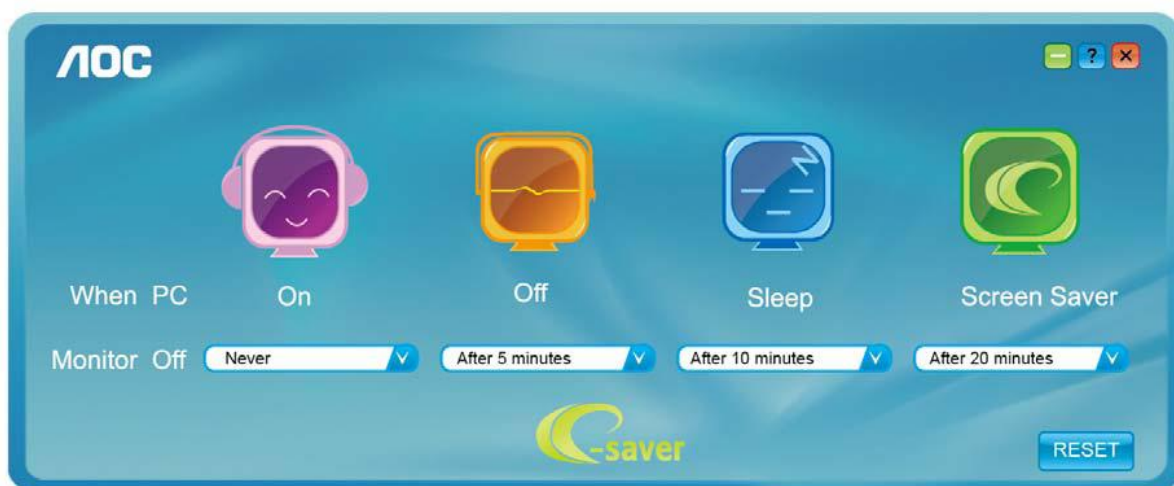 AOC
?
When PC On Off Sleep Screen Saver
Monitor Off Never After 5 minutes After 10 minutes After 20 minutes
e-saver
RESET